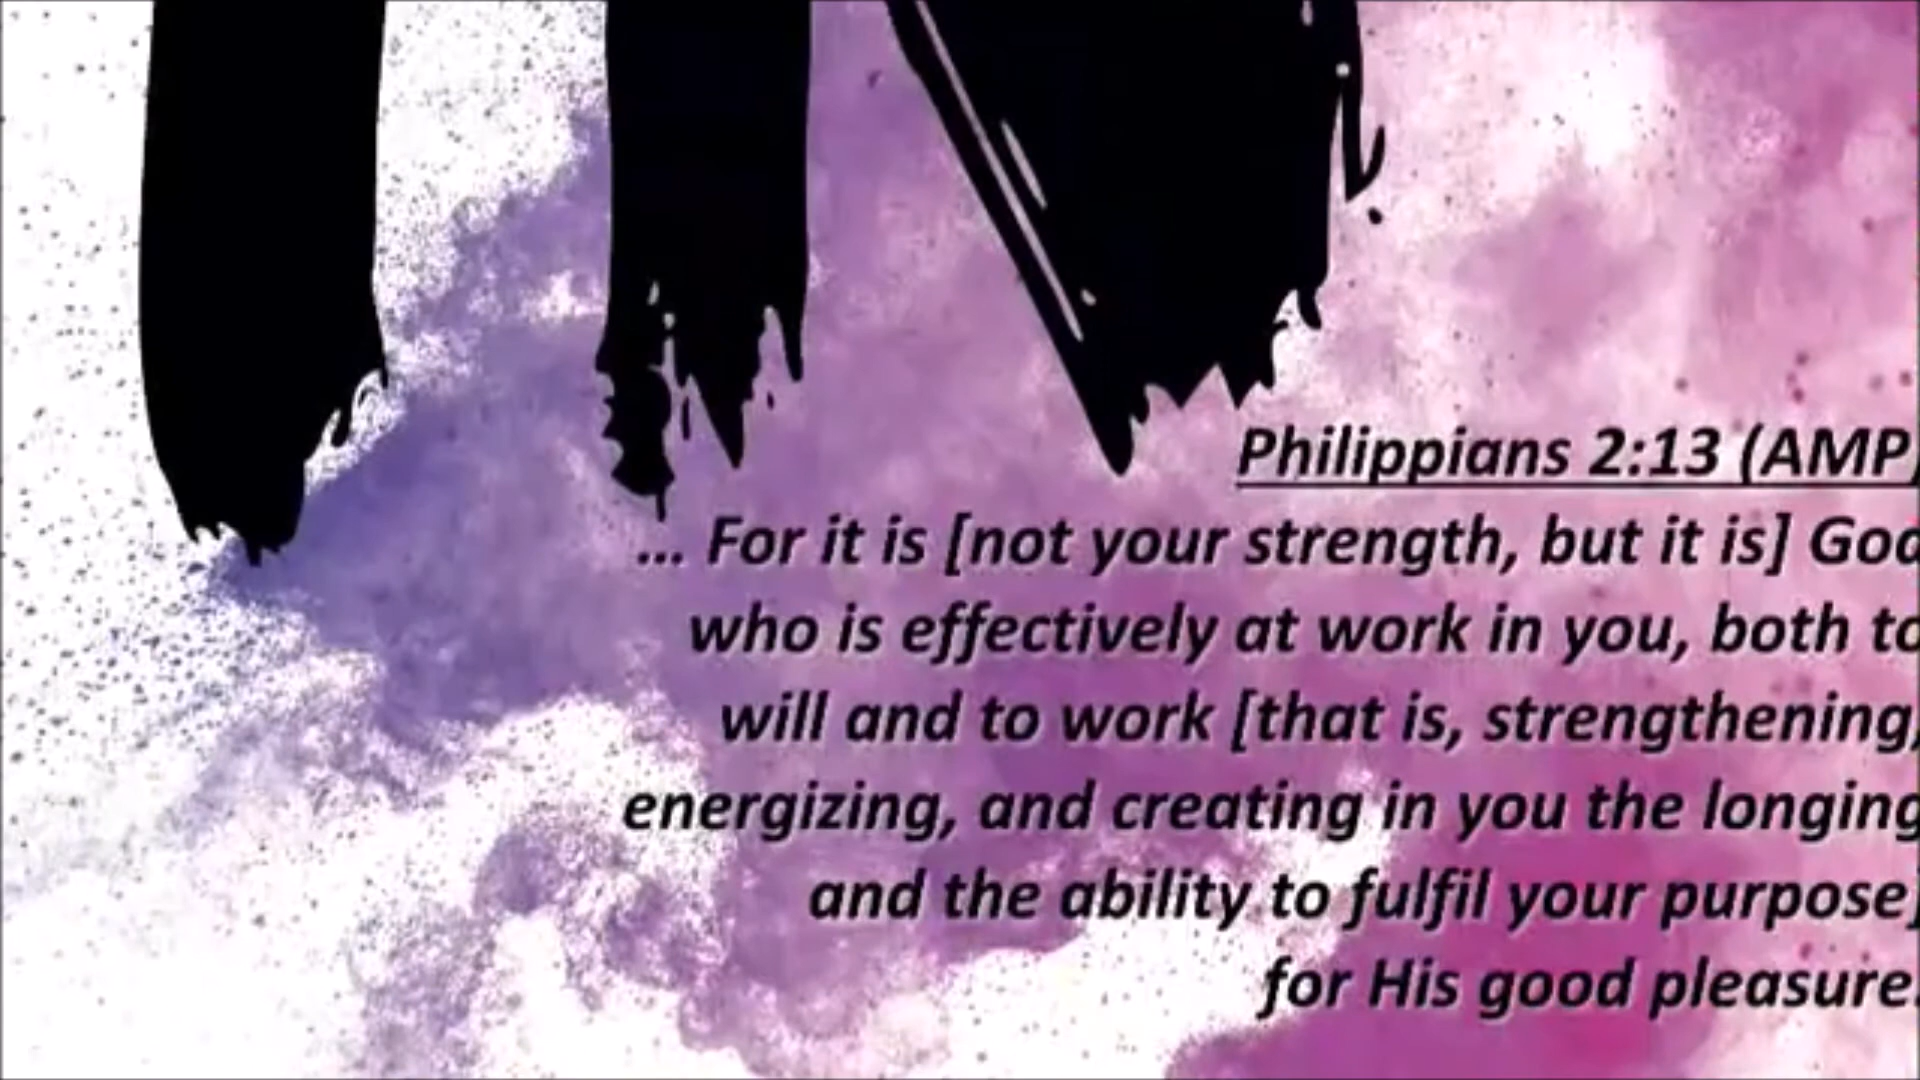 Philippians 2:13 (AMP)
... For it is [not your strength, but it is] God
who is effectively at work in you, both to
will and to work [that is, strengthening,
energizing, and creating in you the longing
and the ability to fulfil your purpose]
for His good pleasure.